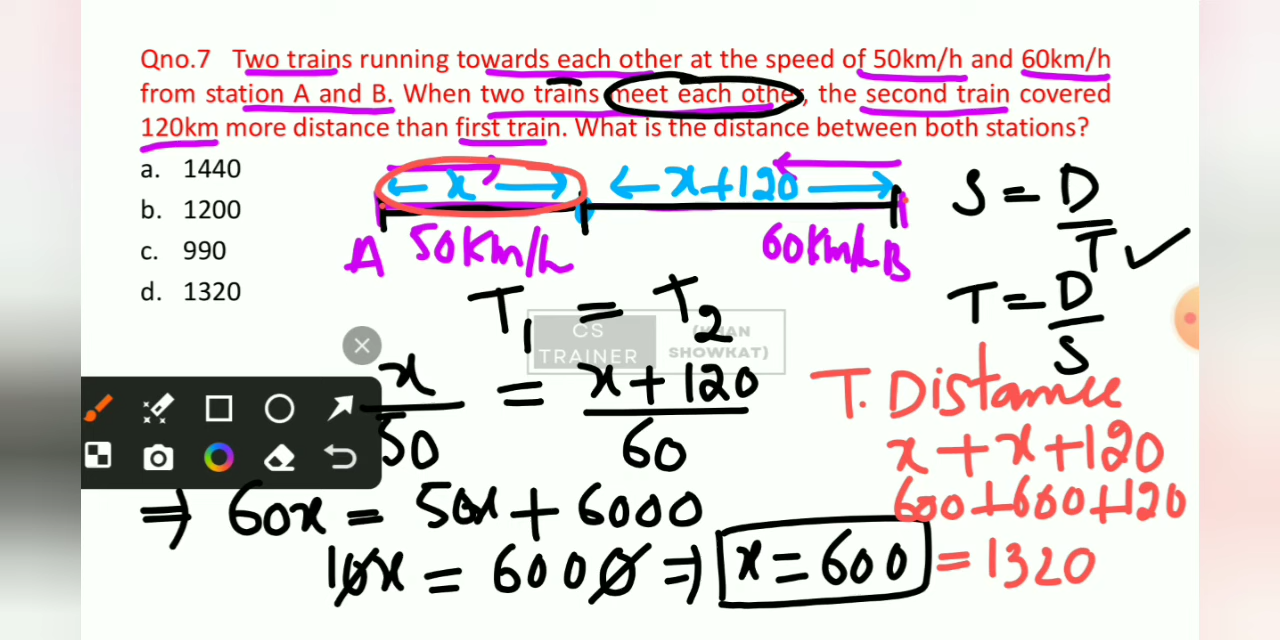 Qno.7 Two trains running towards each other at the speed of 50km/h and 60km/h
from station A and B. When two trains meet each other, the second train covered
120km more distance than first train. What is the distance between both stations?
a. 1440
b. 1200
c. 990
d. 1320
x
x+120
A 50Km/h
60Km/h B
S = D/T ✓
T = D/S
T1 = T2
CS TRAINER
(KHAN SHOWKAT)
x/50 = x+120/60
⇒ 60x = 50x + 6000
10x = 6000 ⇒ x = 600
T. Distance
x + x + 120
600+600+120
= 1320